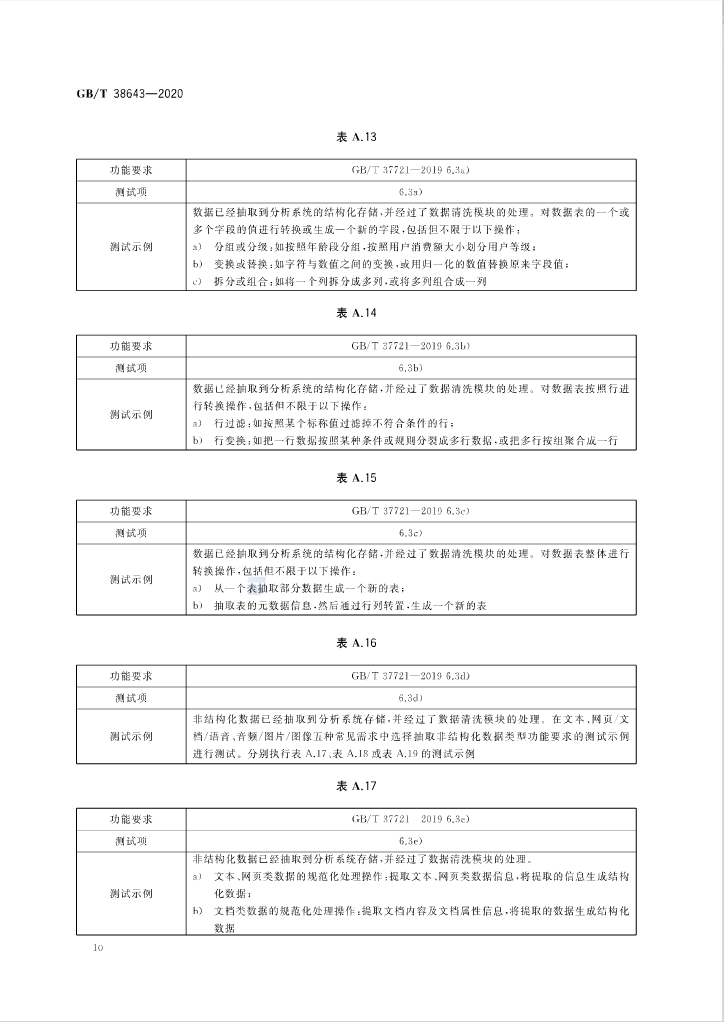 GB/T 38643—2020
表 A.13
功能要求 GB/T 37721—2019 6.3a)
测试项 6.3a)
数据已经抽取到分析系统的结构化存储,并经过了数据清洗模块的处理。对数据表的一个或
多个字段的值进行转换或生成一个新的字段,包括但不限于以下操作:
测试示例 a) 分组或分级:如按照年龄段分组,按照用户消费额大小划分用户等级;
b) 变换或替换:如字符与数值之间的变换,或用归一化的数值替换原来字段值;
c) 拆分或组合:如将一个列拆分成多列,或将多列组合成一列
表 A.14
功能要求 GB/T 37721—2019 6.3b)
测试项 6.3b)
数据已经抽取到分析系统的结构化存储,并经过了数据清洗模块的处理。对数据表按照行进
行转换操作,包括但不限于以下操作:
测试示例
a) 行过滤:如按照某个标称值过滤掉不符合条件的行;
b) 行变换:如把一行数据按照某种条件或规则分裂成多行数据,或把多行按组聚合成一行
表 A.15
功能要求 GB/T 37721—2019 6.3c)
测试项 6.3c)
数据已经抽取到分析系统的结构化存储,并经过了数据清洗模块的处理。对数据表整体进行
转换操作,包括但不限于以下操作:
测试示例
a) 从一个表抽取部分数据生成一个新的表;
b) 抽取表的元数据信息,然后通过行列转置,生成一个新的表
表 A.16
功能要求 GB/T 37721—2019 6.3d)
测试项 6.3d)
非结构化数据已经抽取到分析系统存储,并经过了数据清洗模块的处理。在文本、网页/文
测试示例 档/语音、音频/图片/图像五种常见需求中选择抽取非结构化数据类型功能要求的测试示例
进行测试。分别执行表 A.17、表 A.18 或表 A.19 的测试示例
表 A.17
功能要求 GB/T 37721 2019 6.3e)
测试项 6.3e)
非结构化数据已经抽取到分析系统存储,并经过了数据清洗模块的处理。
a) 文本、网页类数据的规范化处理操作:提取文本、网页类数据信息,将提取的信息生成结构
测试示例 化数据;
b) 文档类数据的规范化处理操作:提取文档内容及文档属性信息,将提取的数据生成结构化
数据
10